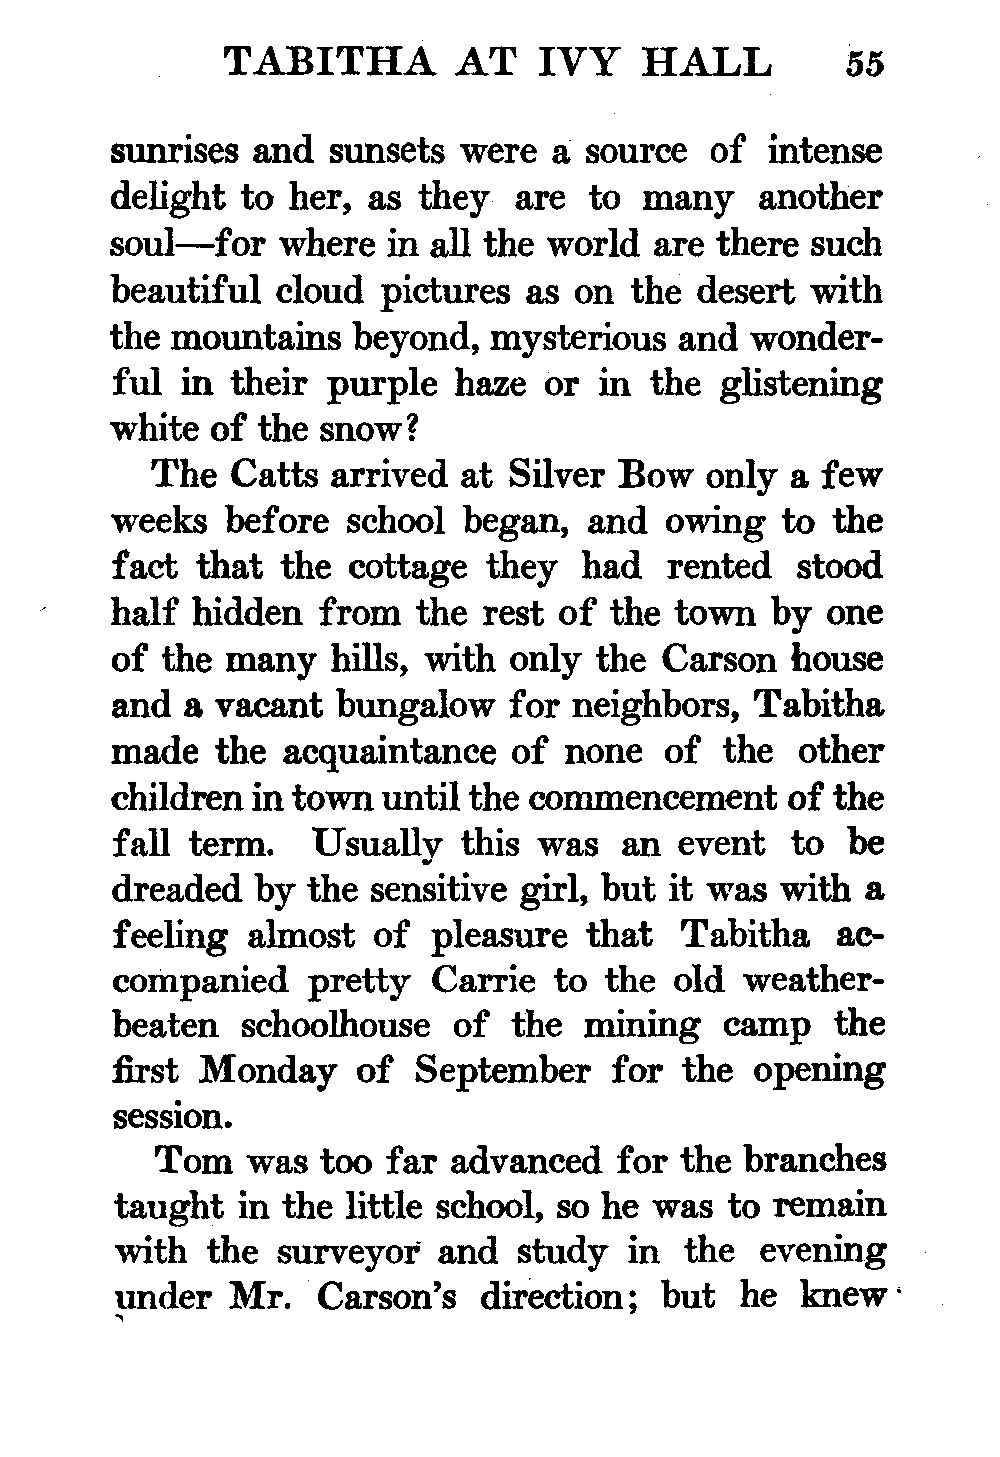 TABITHA AT IVY HALL 55
sunrises and sunsets were a source of intense
delight to her, as they are to many another
soul—for where in all the world are there such
beautiful cloud pictures as on the desert with
the mountains beyond, mysterious and wonder-
ful in their purple haze or in the glistening
white of the snow?
The Catts arrived at Silver Bow only a few
weeks before school began, and owing to the
fact that the cottage they had rented stood
half hidden from the rest of the town by one
of the many hills, with only the Carson house
and a vacant bungalow for neighbors, Tabitha
made the acquaintance of none of the other
children in town until the commencement of the
fall term. Usually this was an event to be
dreaded by the sensitive girl, but it was with a
feeling almost of pleasure that Tabitha ac-
companied pretty Carrie to the old weather-
beaten schoolhouse of the mining camp the
first Monday of September for the opening
session.
Tom was too far advanced for the branches
taught in the little school, so he was to remain
with the surveyor and study in the evening
under Mr. Carson's direction; but he knew